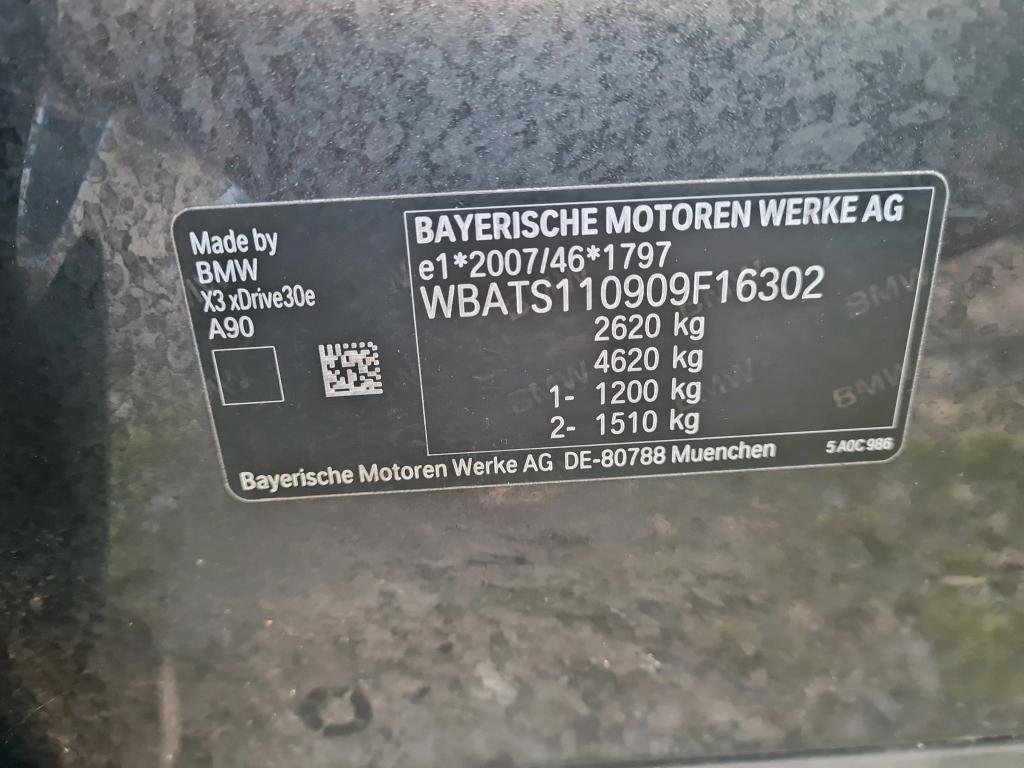 Made by
BMW
X3 xDrive30e
A90
BAYERISCHE MOTOREN WERKE AG
e1*2007/46*1797
WBATS110909F16302
2620 kg
4620 kg
1- 1200 kg
2- 1510 kg
Bayerische Motoren Werke AG DE-80788 Muenchen
5 AQC 986